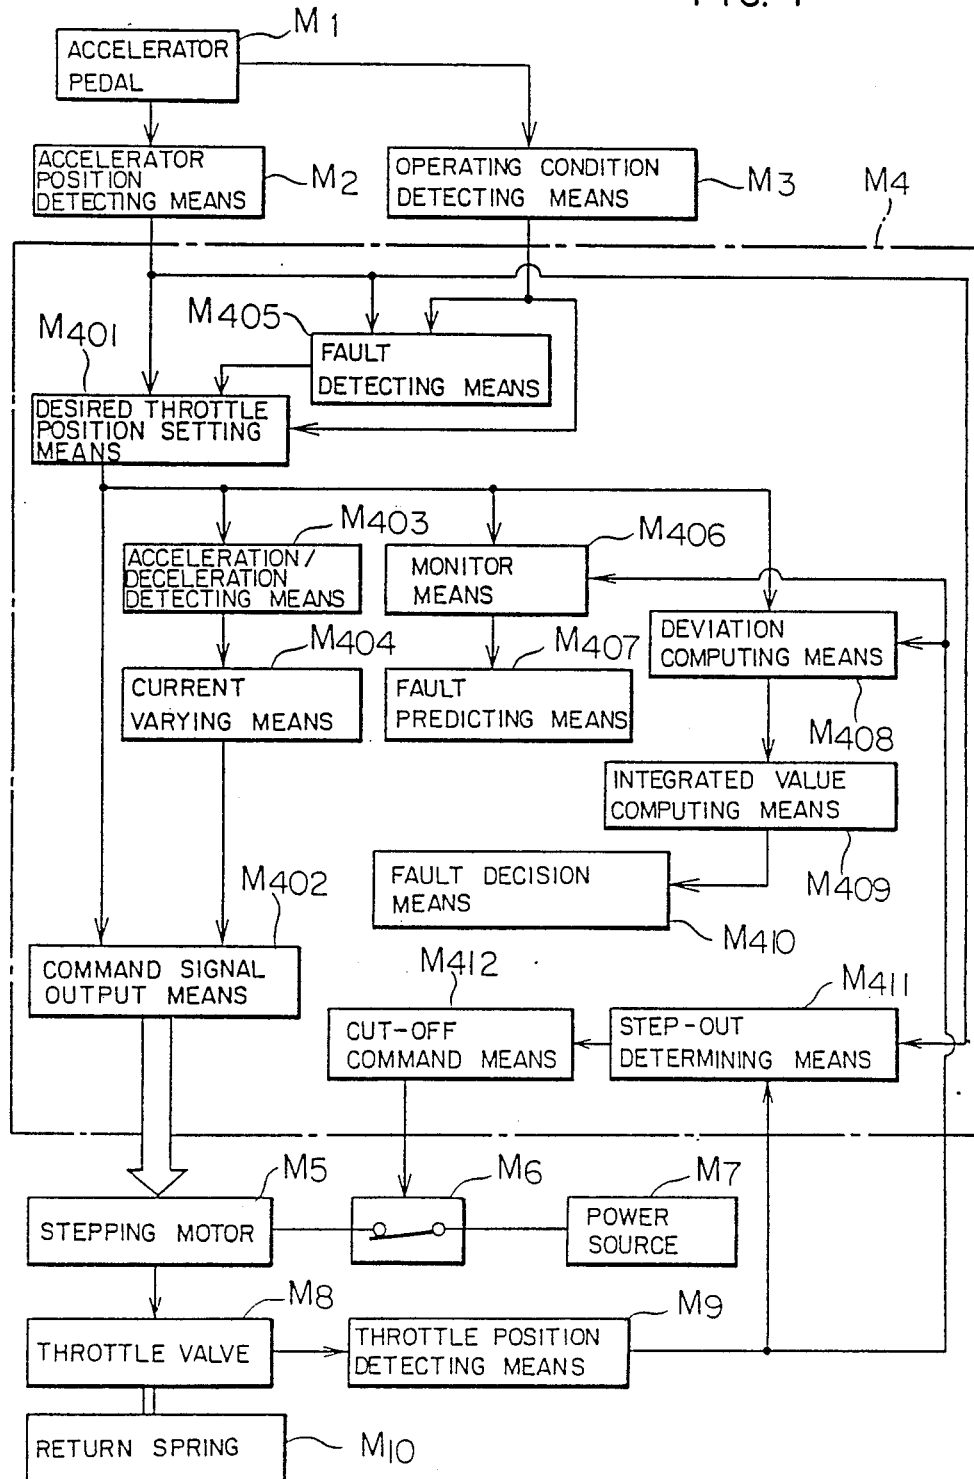 M1
ACCELERATOR
PEDAL
ACCELERATOR
POSITION
DETECTING MEANS
M2
OPERATING CONDITION
DETECTING MEANS
M3
M4
M401
M405
FAULT
DETECTING MEANS
DESIRED THROTTLE
POSITION SETTING
MEANS
M403
ACCELERATION/
DECELERATION
DETECTING MEANS
M406
MONITOR
MEANS
DEVIATION
COMPUTING MEANS
M404
CURRENT
VARYING MEANS
M407
FAULT
PREDICTING MEANS
M408
INTEGRATED VALUE
COMPUTING MEANS
M409
FAULT DECISION
MEANS
M410
M402
COMMAND SIGNAL
OUTPUT MEANS
M412
CUT-OFF
COMMAND MEANS
M411
STEP-OUT
DETERMINING MEANS
M5
STEPPING MOTOR
M6
M7
POWER
SOURCE
M8
THROTTLE VALVE
M9
THROTTLE POSITION
DETECTING MEANS
RETURN SPRING
M10